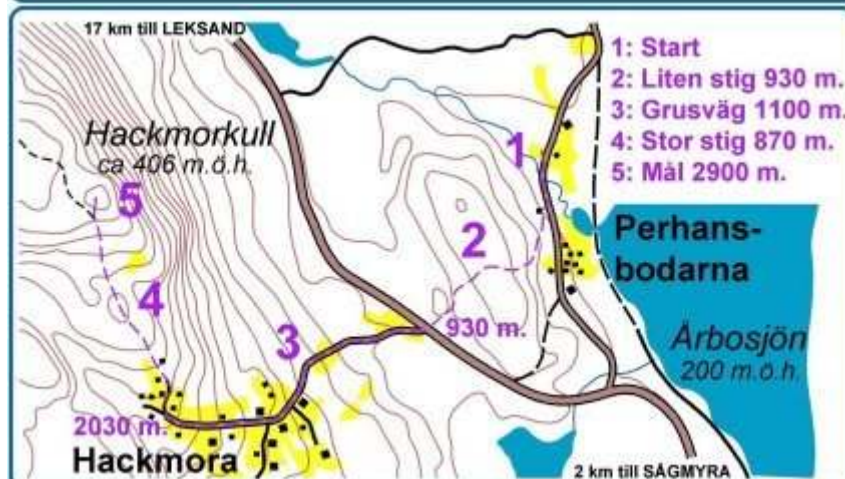 17 km till LEKSAND
1: Start
2: Liten stig 930 m.
3: Grusväg 1100 m.
4: Stor stig 870 m.
5: Mål 2900 m.
Hackmorkull
ca 406 m.ö.h.
1
5
2
Perhans-
bodarna
4
3
930 m.
Årbosjön
200 m.ö.h.
2030 m.
Hackmora
2 km till SÅGMYRA